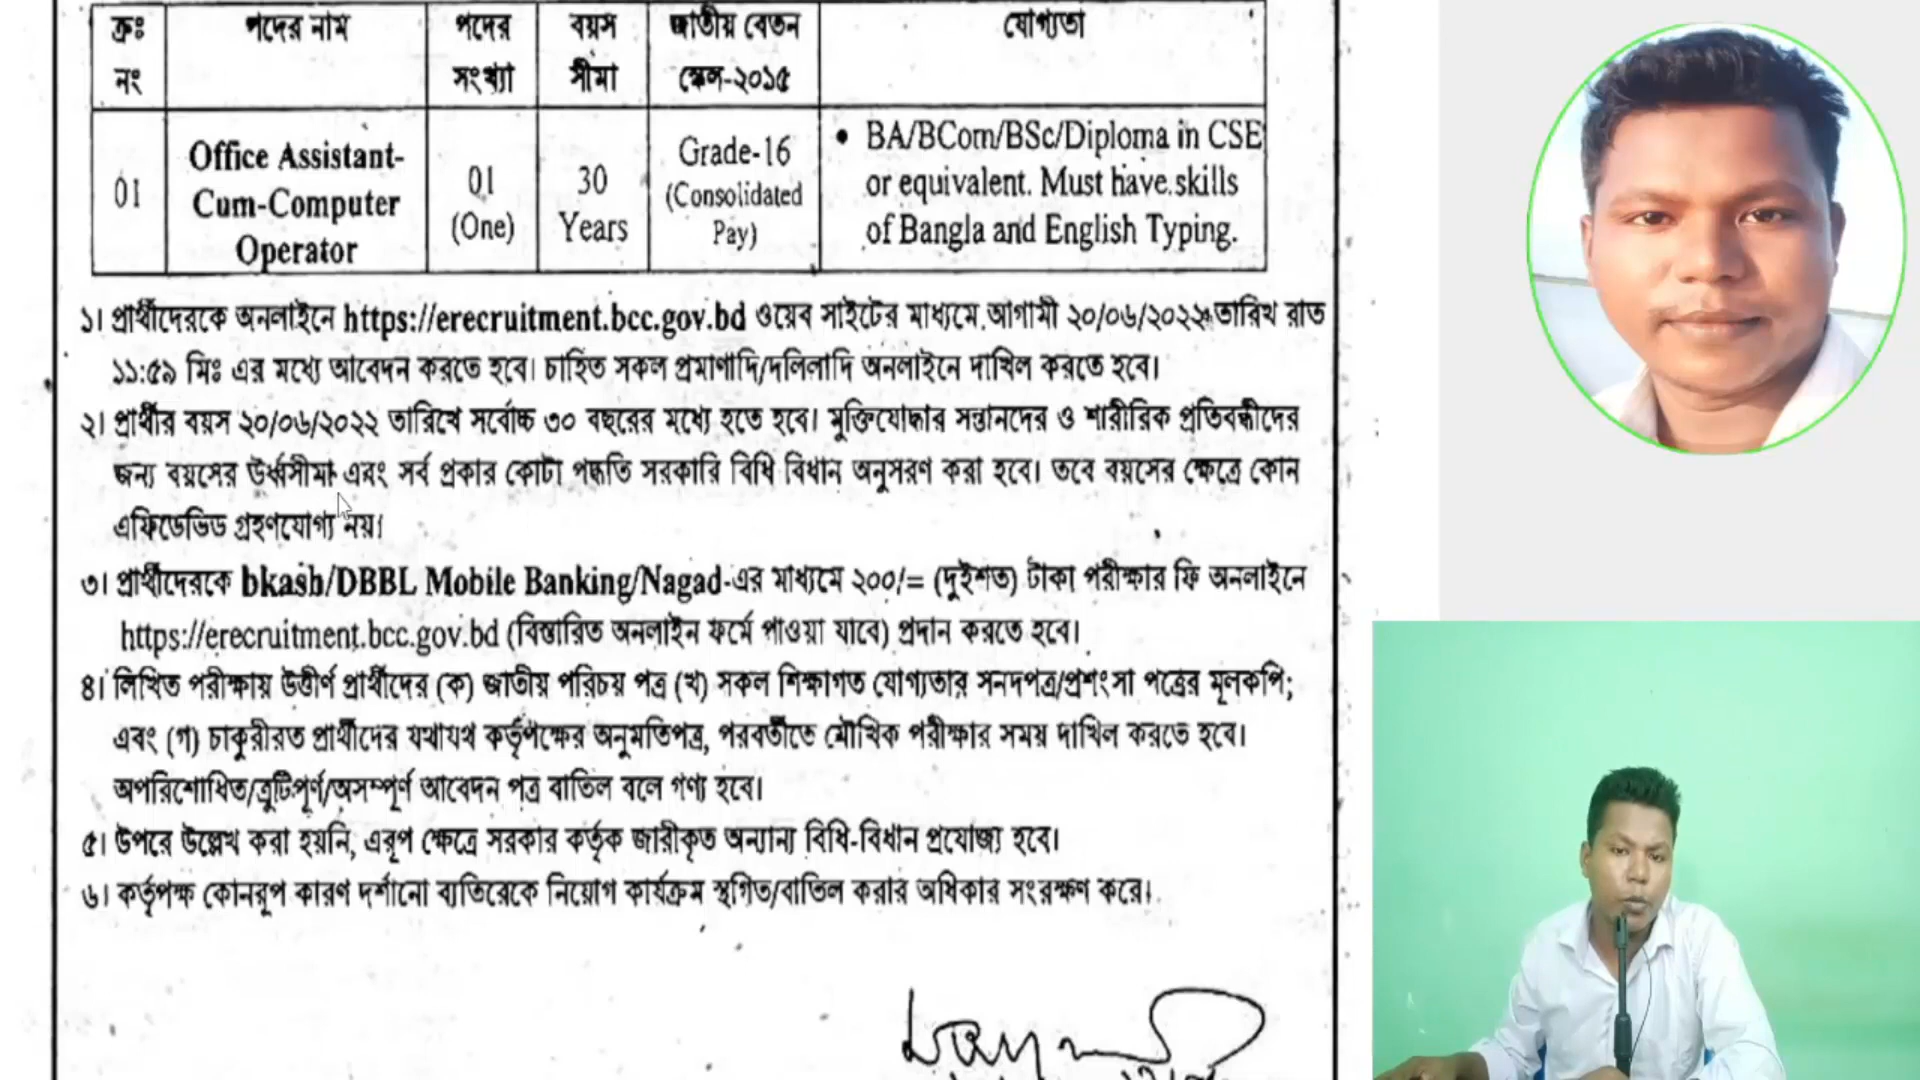 ক্রঃ নং
পদের নাম
পদের সংখ্যা
বয়স সীমা
জাতীয় বেতন স্কেল-২০১৫
যোগ্যতা
01
Office Assistant-
Cum-Computer
Operator
01
(One)
30
Years
Grade-16
(Consolidated
Pay)
• BA/BCom/BSc/Diploma in CSE
or equivalent. Must have skills
of Bangla and English Typing.
১। প্রার্থীদেরকে অনলাইনে https://erecruitment.bcc.gov.bd ওয়েব সাইটের মাধ্যমে আগামী ২০/০৬/২০২২ তারিখ রাত
১১:৫৯ মিঃ এর মধ্যে আবেদন করতে হবে। চাহিত সকল প্রমাণাদি/দলিলাদি অনলাইনে দাখিল করতে হবে।
২। প্রার্থীর বয়স ২০/০৬/২০২২ তারিখে সর্বোচ্চ ৩০ বছরের মধ্যে হতে হবে। মুক্তিযোদ্ধার সন্তানদের ও শারীরিক প্রতিবন্ধীদের
জন্য বয়সের উর্ধ্বসীমা এবং সর্ব প্রকার কোটা পদ্ধতি সরকারি বিধি বিধান অনুসরণ করা হবে। তবে বয়সের ক্ষেত্রে কোন
এফিডেভিড গ্রহণযোগ্য নয়।
৩। প্রার্থীদেরকে bkash/DBBL Mobile Banking/Nagad-এর মাধ্যমে ২০০/= (দুইশত) টাকা পরীক্ষার ফি অনলাইনে
https://erecruitment.bcc.gov.bd (বিস্তারিত অনলাইন ফর্মে পাওয়া যাবে) প্রদান করতে হবে।
৪। লিখিত পরীক্ষায় উত্তীর্ণ প্রার্থীদের (ক) জাতীয় পরিচয় পত্র (খ) সকল শিক্ষাগত যোগ্যতার সনদপত্র/প্রশংসা পত্রের মূলকপি;
এবং (গ) চাকুরীরত প্রার্থীদের যথাযথ কর্তৃপক্ষের অনুমতিপত্র, পরবর্তীতে মৌখিক পরীক্ষার সময় দাখিল করতে হবে।
অপরিশোধিত/ত্রুটিপূর্ণ/অসম্পূর্ণ আবেদন পত্র বাতিল বলে গণ্য হবে।
৫। উপরে উল্লেখ করা হয়নি, এরূপ ক্ষেত্রে সরকার কর্তৃক জারীকৃত অন্যান্য বিধি-বিধান প্রযোজ্য হবে।
৬। কর্তৃপক্ষ কোনরূপ কারণ দর্শানো ব্যতিরেকে নিয়োগ কার্যক্রম স্থগিত/বাতিল করার অধিকার সংরক্ষণ করে।